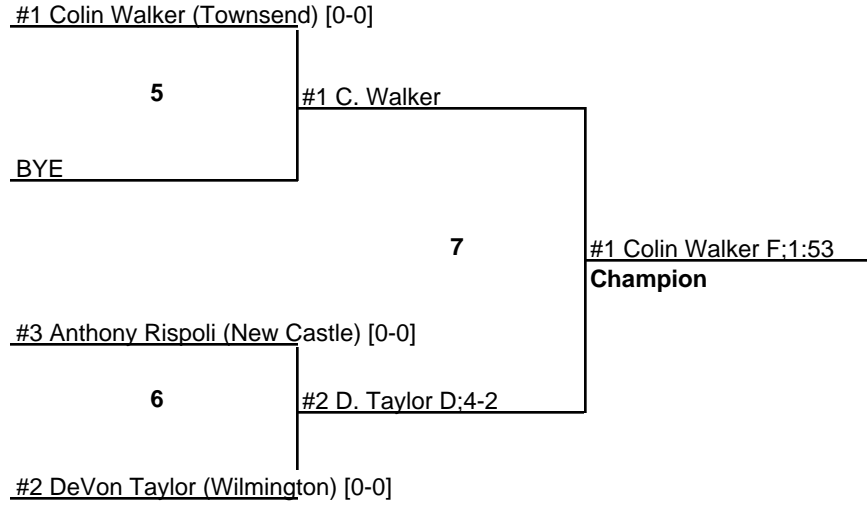 #1 Colin Walker (Townsend) [0-0]
5
#1 C. Walker
BYE
7
#1 Colin Walker F;1:53
Champion
#3 Anthony Rispoli (New Castle) [0-0]
6
#2 D. Taylor D;4-2
#2 DeVon Taylor (Wilmington) [0-0]